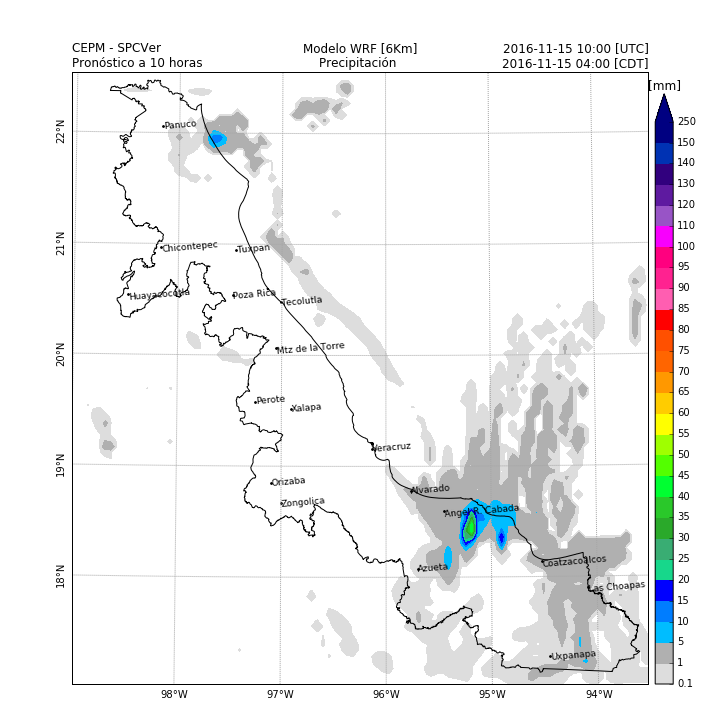 CEPM - SPCVer
Modelo WRF [6Km]
2016-11-15 10:00 [UTC]
Pronóstico a 10 horas
Precipitación
2016-11-15 04:00 [CDT]
[mm]
250
150
140
130
120
110
100
95
90
85
80
75
70
65
60
55
50
45
40
35
30
25
20
15
10
5
1
0.1
22°N
21°N
20°N
19°N
18°N
Panuco
Chicontepec
Tuxpan
Huayacocotla
Poza Rica
Tecolutla
Mtz de la Torre
Perote
Xalapa
Veracruz
Orizaba
Alvarado
Zongolica
Angel R. Cabada
Azueta
Coatzacoalcos
Las Choapas
Uxpanapa
98°W
97°W
96°W
95°W
94°W